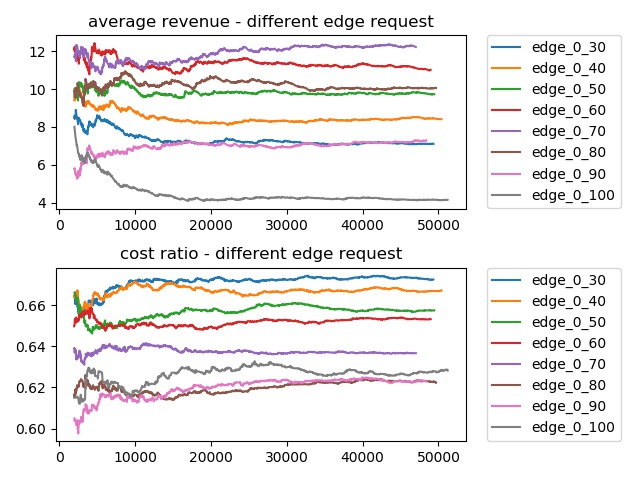 average revenue - different edge request
12
10
8
6
4
0
10000
20000
30000
40000
50000
edge_0_30
edge_0_40
edge_0_50
edge_0_60
edge_0_70
edge_0_80
edge_0_90
edge_0_100
cost ratio - different edge request
0.66
0.64
0.62
0.60
0
10000
20000
30000
40000
50000
edge_0_30
edge_0_40
edge_0_50
edge_0_60
edge_0_70
edge_0_80
edge_0_90
edge_0_100